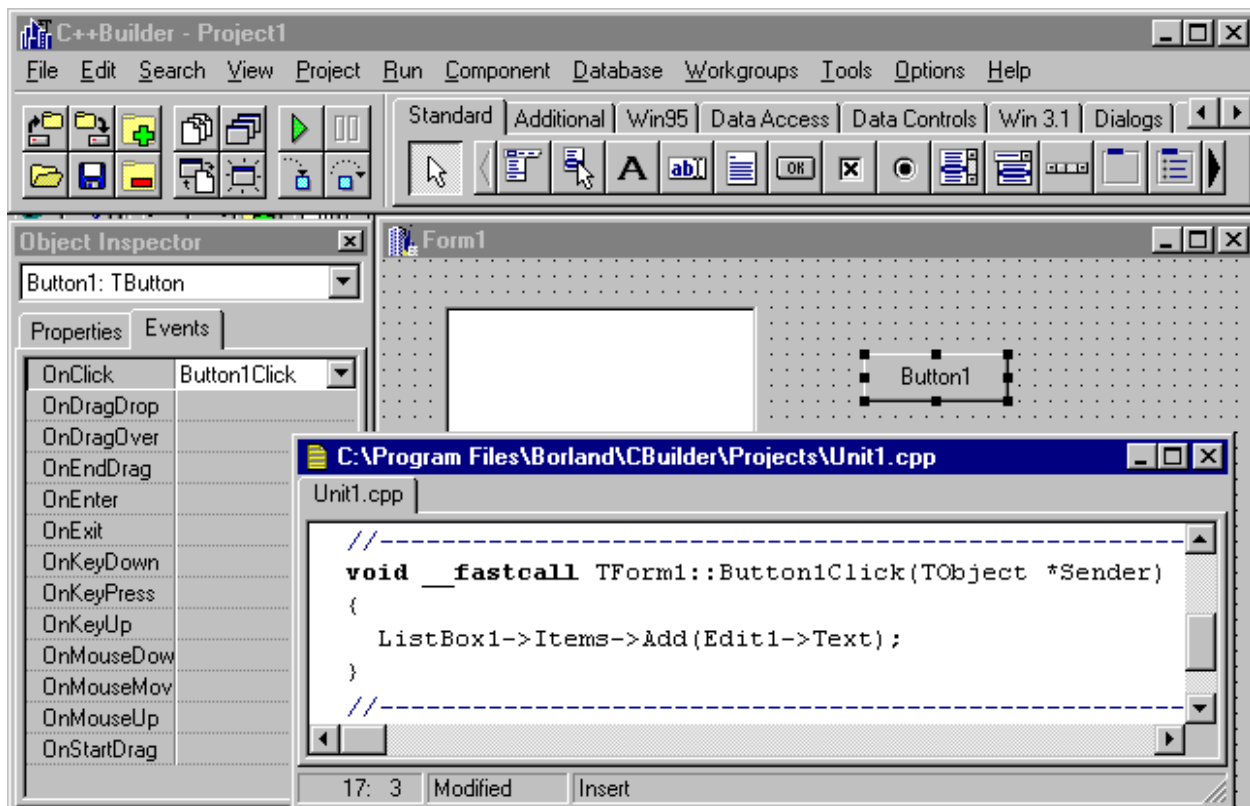 C++Builder - Project1
File Edit Search View Project Run Component Database Workgroups Tools Options Help
Standard Additional Win95 Data Access Data Controls Win 3.1 Dialogs
A ab OK
Object Inspector
Button1: TButton
Properties Events
OnClick Button1Click
OnDragDrop
OnDragOver
OnEndDrag
OnEnter
OnExit
OnKeyDown
OnKeyPress
OnKeyUp
OnMouseDow
OnMouseMov
OnMouseUp
OnStartDrag
Form1
Button1
C:\Program Files\Borland\CBuilder\Projects\Unit1.cpp
Unit1.cpp
//----------------------------------------------------------
void __fastcall TForm1::Button1Click(TObject *Sender)
{
ListBox1->Items->Add(Edit1->Text);
}
//----------------------------------------------------------
17: 3 Modified Insert